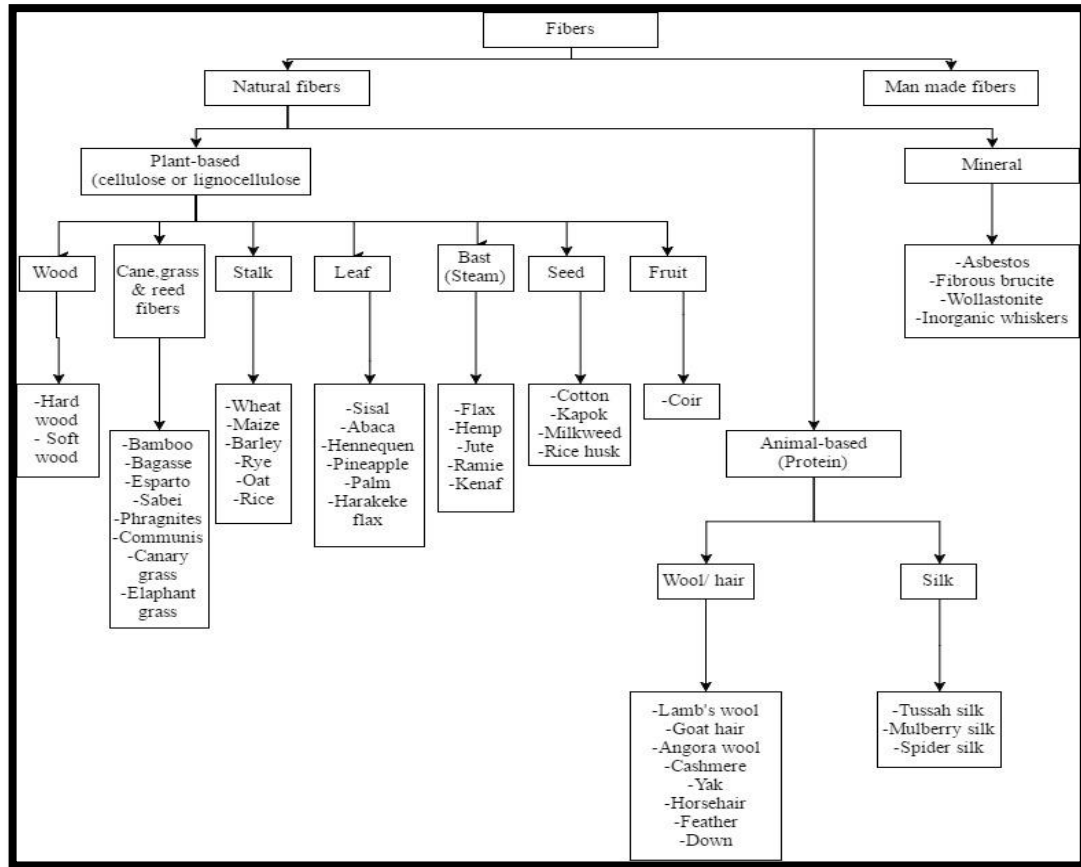 Fibers
Natural fibers
Man made fibers
Plant-based
(cellulose or lignocellulose
Mineral
Wood
Cane,grass
& reed
fibers
Stalk
Leaf
Bast
(Steam)
Seed
Fruit
-Asbestos
-Fibrous brucite
-Wollastonite
-Inorganic whiskers
-Hard
wood
- Soft
wood
-Bamboo
-Bagasse
-Esparto
-Sabei
-Phragnites
-Communis
-Canary
grass
-Elaphant
grass
-Wheat
-Maize
-Barley
-Rye
-Oat
-Rice
-Sisal
-Abaca
-Hennequen
-Pineapple
-Palm
-Harakeke
flax
-Flax
-Hemp
-Jute
-Ramie
-Kenaf
-Cotton
-Kapok
-Milkweed
-Rice husk
-Coir
Animal-based
(Protein)
Wool/ hair
Silk
-Lamb's wool
-Goat hair
-Angora wool
-Cashmere
-Yak
-Horsehair
-Feather
-Down
-Tussah silk
-Mulberry silk
-Spider silk